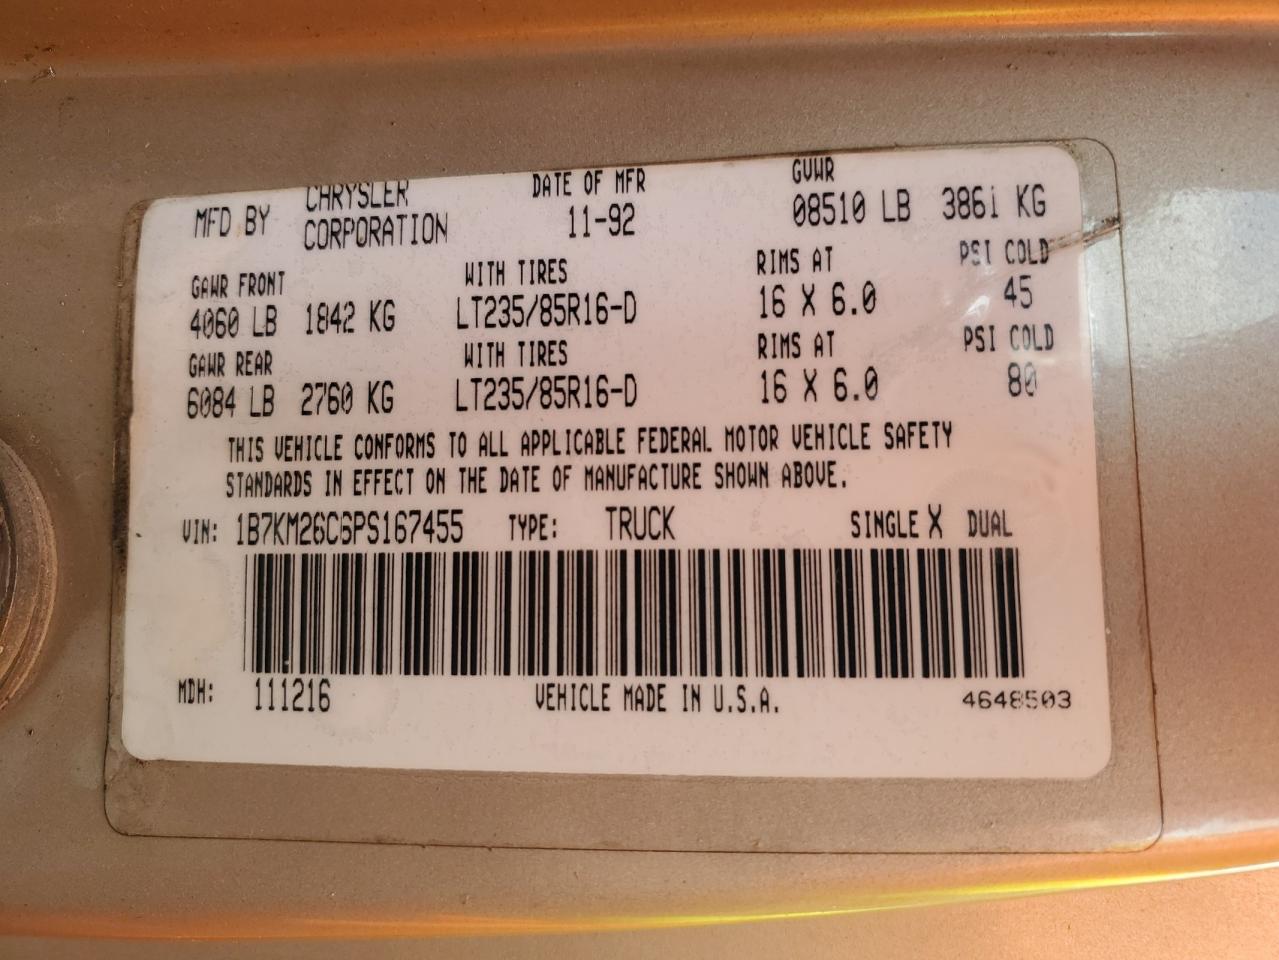 MFD BY CHRYSLER CORPORATION DATE OF MFR 11-92 GVWR 08510 LB 3861 KG
GAWR FRONT WITH TIRES RIMS AT PSI COLD
4060 LB 1842 KG LT235/85R16-D 16 X 6.0 45
GAWR REAR WITH TIRES RIMS AT PSI COLD
6084 LB 2760 KG LT235/85R16-D 16 X 6.0 80
THIS VEHICLE CONFORMS TO ALL APPLICABLE FEDERAL MOTOR VEHICLE SAFETY
STANDARDS IN EFFECT ON THE DATE OF MANUFACTURE SHOWN ABOVE.
VIN: 1B7KM26C6PS167455 TYPE: TRUCK SINGLE X DUAL
MDH: 111216 VEHICLE MADE IN U.S.A. 4648503